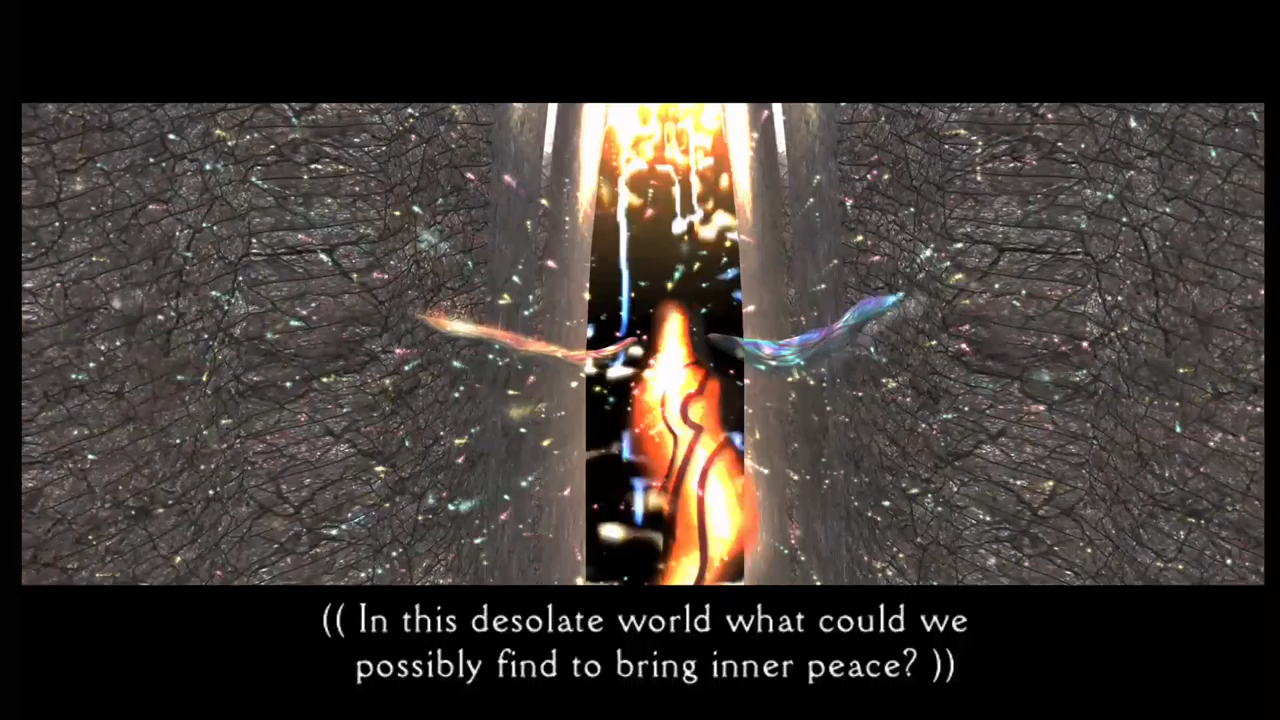 (( In this desolate world what could we
possibly find to bring inner peace? ))